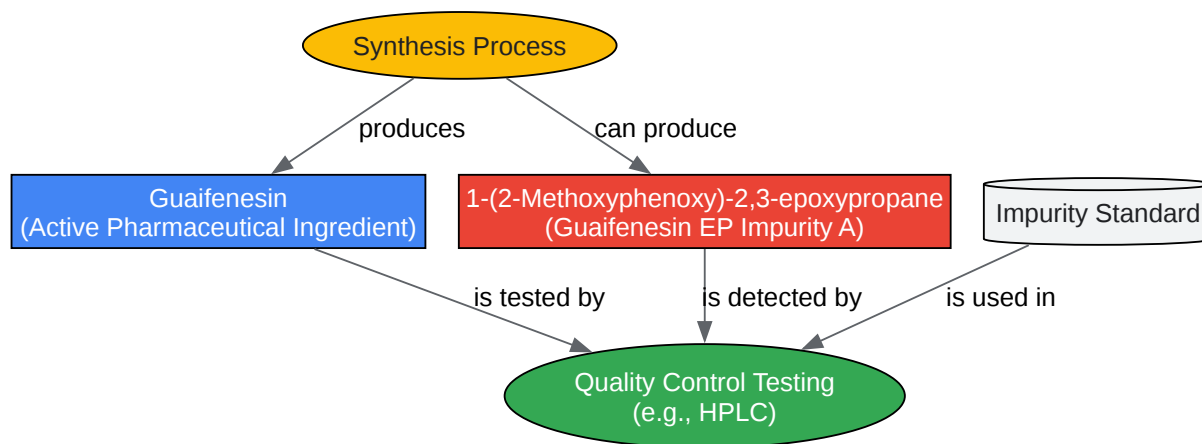 Synthesis Process
produces
can produce
Guaifenesin
(Active Pharmaceutical Ingredient)
1-(2-Methoxyphenoxy)-2,3-epoxypropane
(Guaifenesin EP Impurity A)
Impurity Standard
is tested by
is detected by
is used in
Quality Control Testing
(e.g., HPLC)